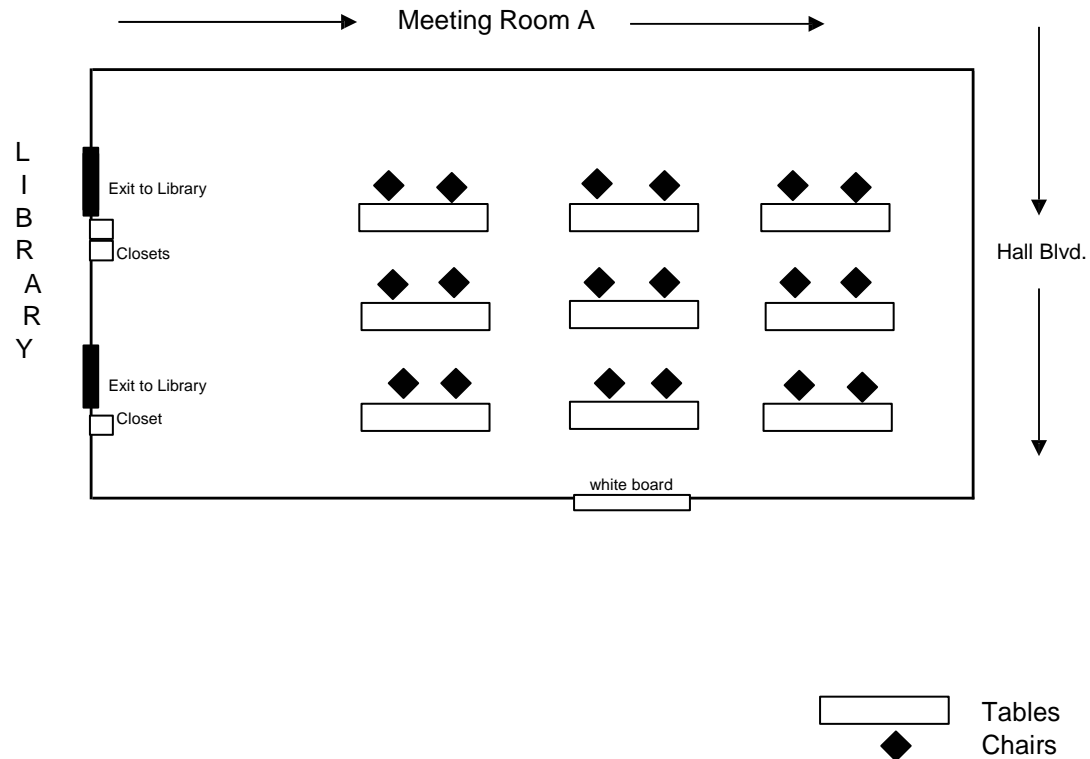 Meeting Room A
L
I
B
R
A
R
Y
Exit to Library
Closets
Hall Blvd.
Exit to Library
Closet
white board
Tables
Chairs